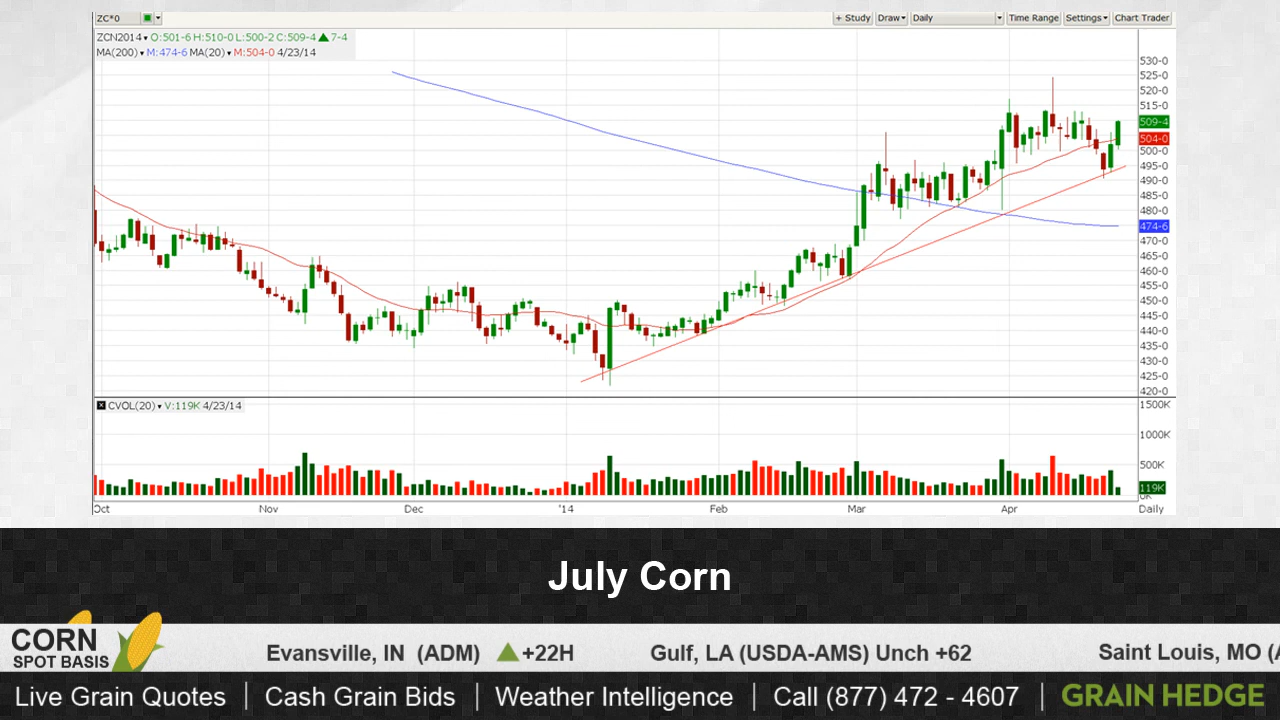 ZC*0
+ Study Draw Daily Time Range Settings Chart Trader
ZCN2014 O:501-6 H:510-0 L:500-2 C:509-4 ▲ 7-4
MA(200) M:474-6 MA(20) M:504-0 4/23/14
530-0
525-0
520-0
515-0
509-4
504-0
500-0
495-0
490-0
485-0
480-0
474-6
470-0
465-0
460-0
455-0
450-0
445-0
440-0
435-0
430-0
425-0
420-0
CVOL(20) V:119K 4/23/14
1500K
1000K
500K
119K
0K
Oct Nov Dec '14 Feb Mar Apr Daily
July Corn
CORN
SPOT BASIS
Evansville, IN (ADM) ▲+22H Gulf, LA (USDA-AMS) Unch +62 Saint Louis, MO (
Live Grain Quotes | Cash Grain Bids | Weather Intelligence | Call (877) 472 - 4607 | GRAIN HEDGE